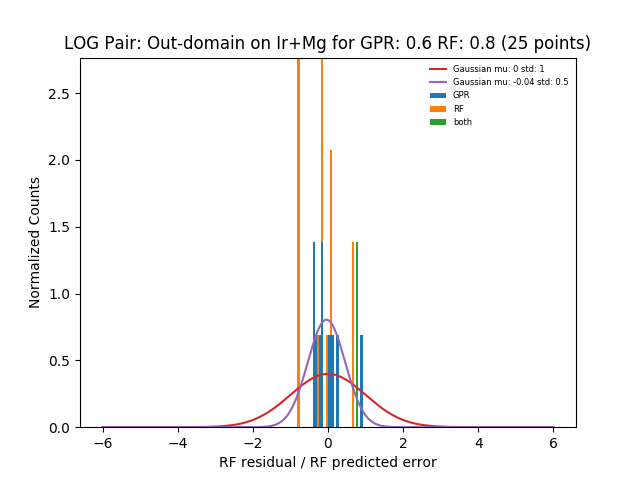 LOG Pair: Out-domain on Ir+Mg for GPR: 0.6 RF: 0.8 (25 points)
Gaussian mu: 0 std: 1
Gaussian mu: -0.04 std: 0.5
GPR
RF
both
Normalized Counts
2.5
2.0
1.5
1.0
0.5
0.0
−6 −4 −2 0 2 4 6
RF residual / RF predicted error